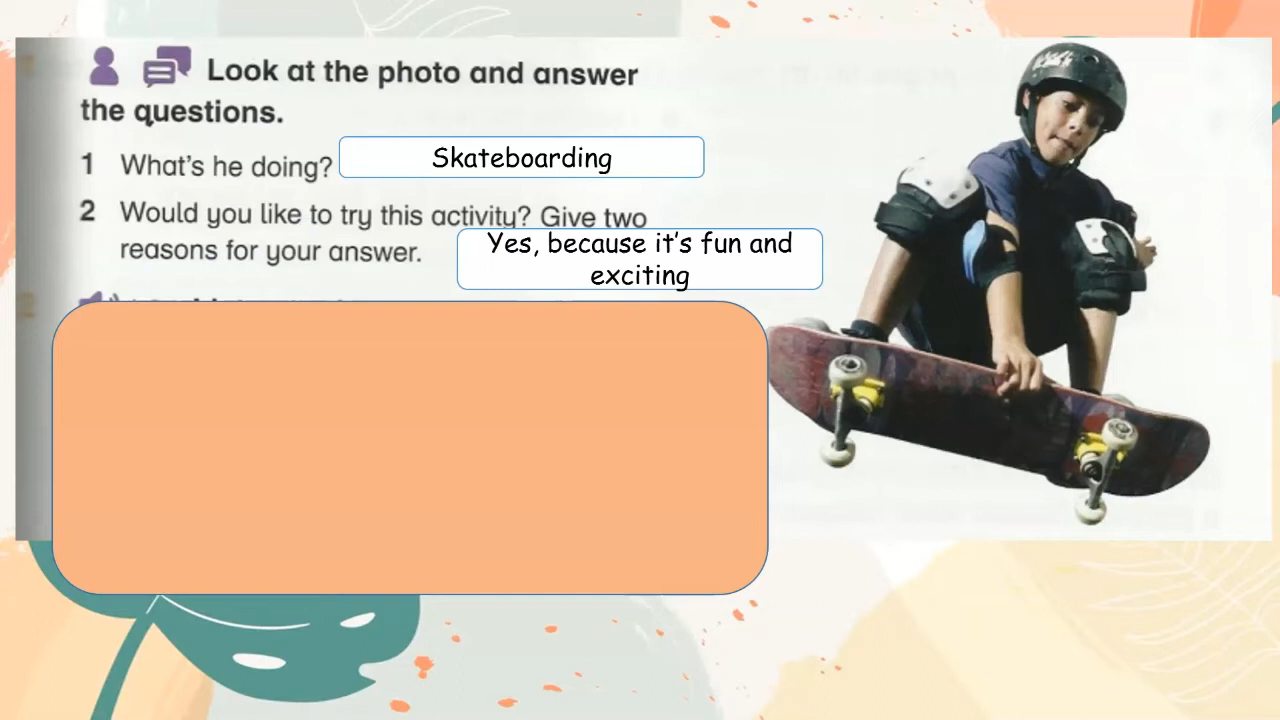 Look at the photo and answer
the questions.
1 What's he doing?
Skateboarding
2 Would you like to try this activity? Give two
reasons for your answer.
Yes, because it's fun and
exciting